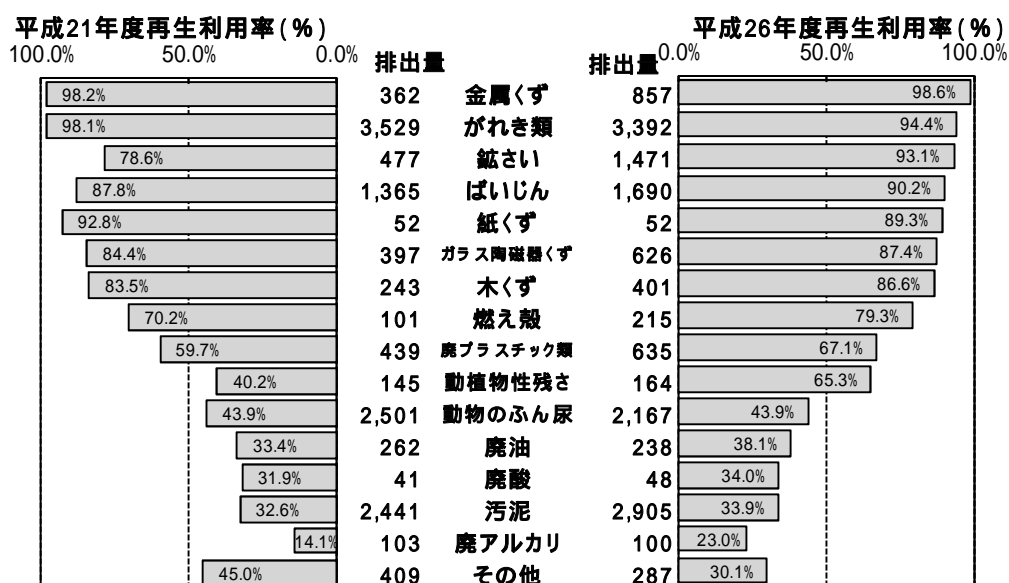 平成21年度再生利用率(%) 平成26年度再生利用率(%)
100.0% 50.0% 0.0% 排出量 排出量 0.0% 50.0% 100.0%
98.2% 362 金属くず 857 98.6%
98.1% 3,529 がれき類 3,392 94.4%
78.6% 477 鉱さい 1,471 93.1%
87.8% 1,365 ばいじん 1,690 90.2%
92.8% 52 紙くず 52 89.3%
84.4% 397 ガラス陶磁器くず 626 87.4%
83.5% 243 木くず 401 86.6%
70.2% 101 燃え殻 215 79.3%
59.7% 439 廃プラスチック類 635 67.1%
40.2% 145 動植物性残さ 164 65.3%
43.9% 2,501 動物のふん尿 2,167 43.9%
33.4% 262 廃油 238 38.1%
31.9% 41 廃酸 48 34.0%
32.6% 2,441 汚泥 2,905 33.9%
14.1% 103 廃アルカリ 100 23.0%
45.0% 409 その他 287 30.1%